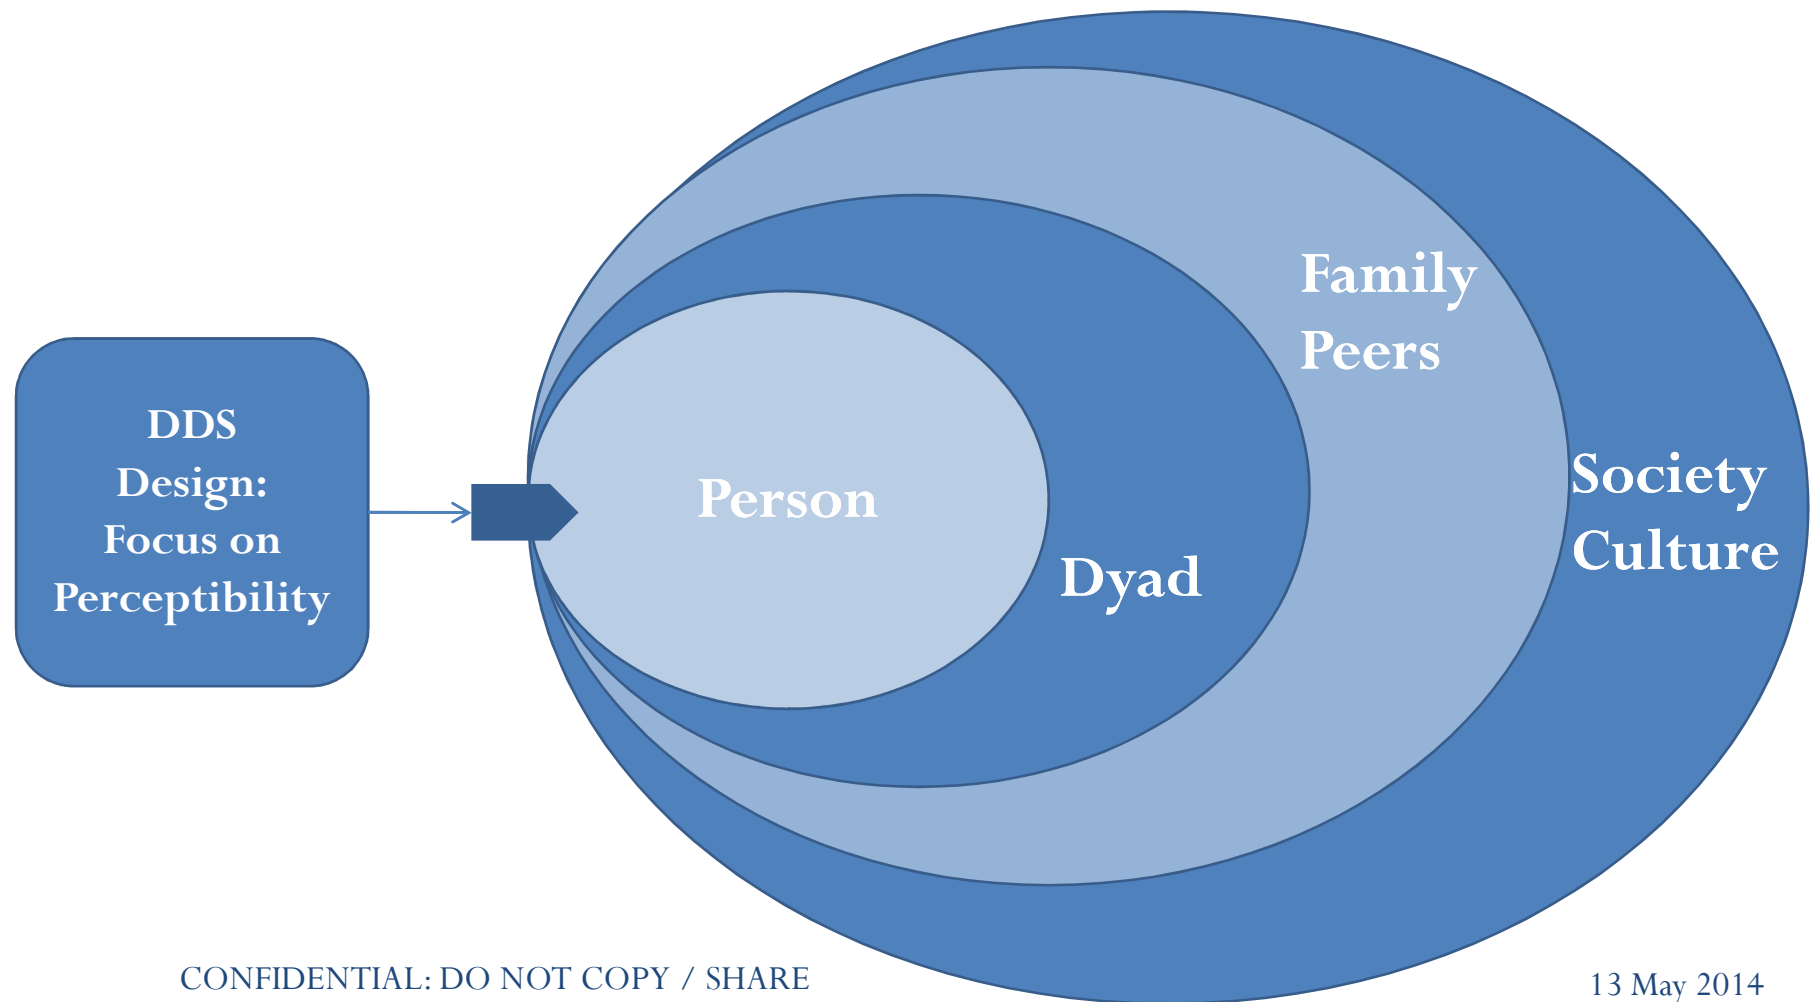 DDS
Design:
Focus on
Perceptibility
Person
Dyad
Family
Peers
Society
Culture
CONFIDENTIAL: DO NOT COPY / SHARE
13 May 2014